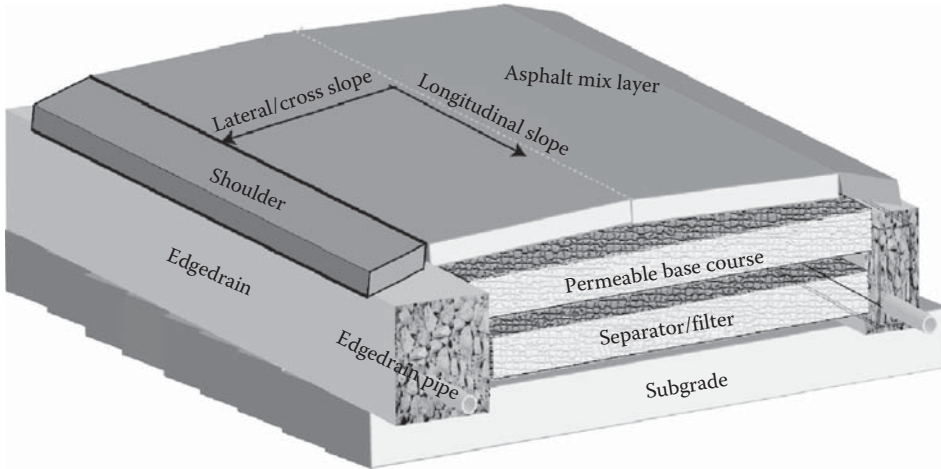 Asphalt mix layer
Lateral/cross slope
Longitudinal slope
Shoulder
Edgedrain
Permeable base course
Separator/filter
Edgedrain pipe
Subgrade